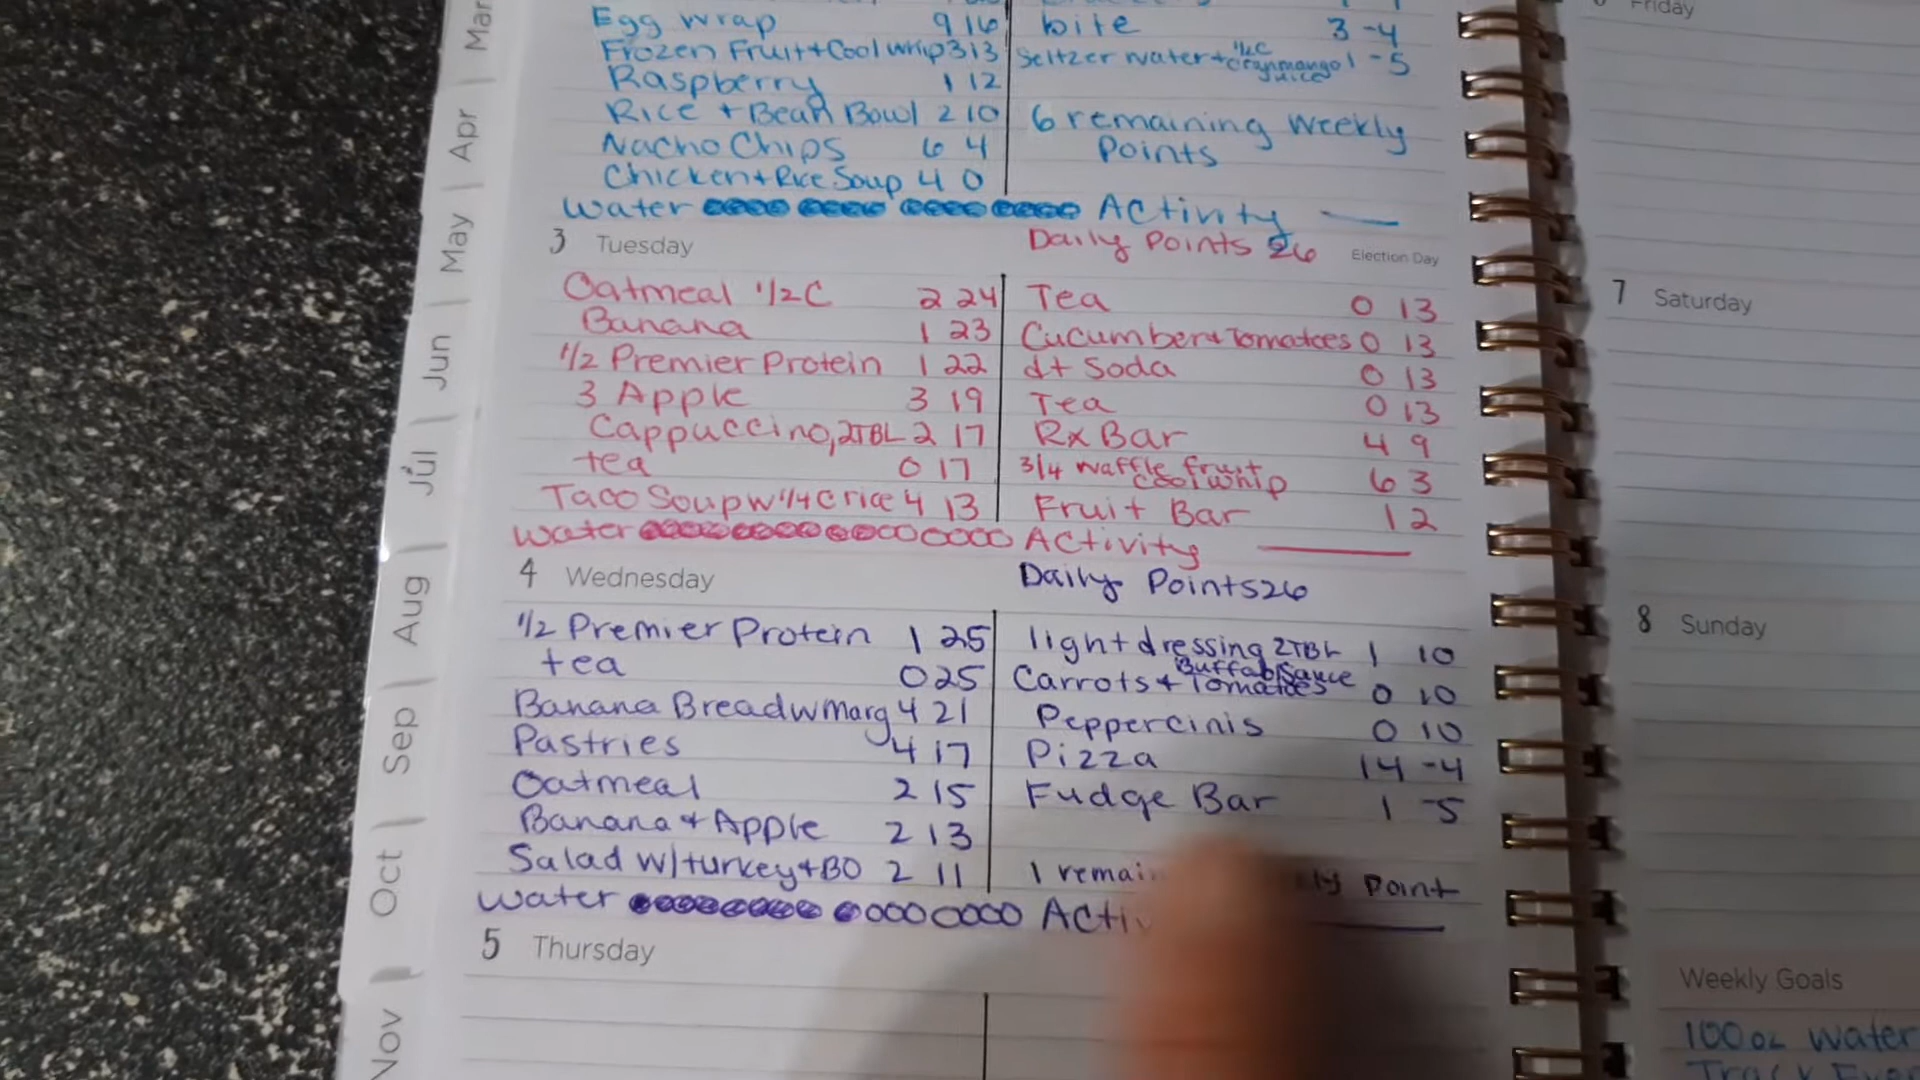 Mar
Apr
May
Jun
Jul
Aug
Sep
Oct
Nov
Egg wrap 9 16
Frozen Fruit+Cool whip 3 13
Raspberry 1 12
Rice + Bean Bowl 2 10
Nacho Chips 6 4
Chicken+Rice Soup 4 0
bite 3 -4
Seltzer water + 1/2c cranmango juice 1 -5
6 remaining weekly
Points
Water Activity
3 Tuesday Daily Points 26 Election Day
Oatmeal 1/2C 2 24
Banana 1 23
1/2 Premier Protein 1 22
3 Apple 3 19
Cappuccino, 2TBL 2 17
tea 0 17
Taco Soup w 1/4 C rice 4 13
Tea 0 13
Cucumber+Tomatoes 0 13
dt Soda 0 13
Tea 0 13
Rx Bar 4 9
3/4 waffle fruit
coolwhip 6 3
Fruit Bar 1 2
Water Activity
4 Wednesday Daily Points 26
1/2 Premier Protein 1 25
tea 0 25
Banana Bread w marg 4 21
Pastries 4 17
Oatmeal 2 15
Banana + Apple 2 13
Salad w/turkey+BO 2 11
light dressing 2TBL 1 10
Buffalo Sauce
Carrots + Tomatoes 0 10
Peppercinis 0 10
Pizza 14 -4
Fudge Bar 1 -5
1 remain ly Point
Water Acti
5 Thursday
Friday
7 Saturday
8 Sunday
Weekly Goals
100oz water
Track